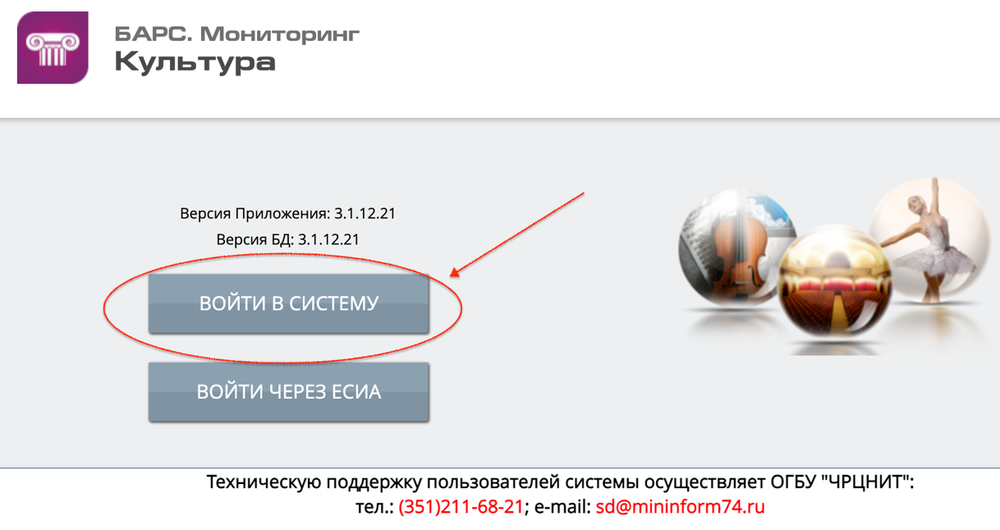 БАРС. Мониторинг
Культура
Версия Приложения: 3.1.12.21
Версия БД: 3.1.12.21
ВОЙТИ В СИСТЕМУ
ВОЙТИ ЧЕРЕЗ ЕСИА
Техническую поддержку пользователей системы осуществляет ОГБУ "ЧРЦНИТ":
тел.: (351)211-68-21; e-mail: sd@mininform74.ru